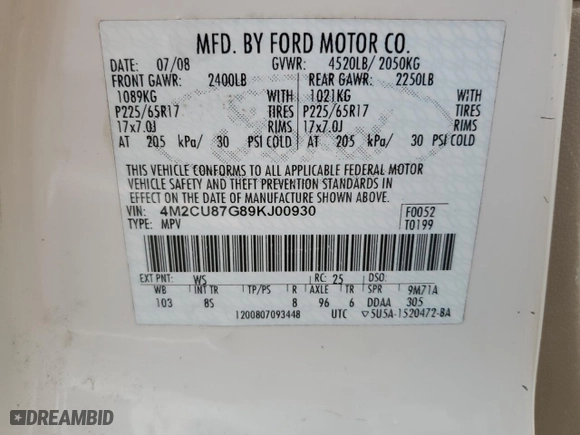 MFD. BY FORD MOTOR CO.
DATE: 07/08 GVWR: 4520LB/ 2050KG
FRONT GAWR: 2400LB REAR GAWR: 2250LB
1089KG WITH 1021KG WITH
P225/65R17 TIRES P225/65R17 TIRES
17x7.0J RIMS 17x7.0J RIMS
AT 205 kPa/ 30 PSI COLD AT 205 kPa/ 30 PSI COLD
THIS VEHICLE CONFORMS TO ALL APPLICABLE FEDERAL MOTOR
VEHICLE SAFETY AND THEFT PREVENTION STANDARDS IN
EFFECT ON THE DATE OF MANUFACTURE SHOWN ABOVE.
VIN: 4M2CU87G89KJ00930 F0052
TYPE: MPV T0199
EXT PNT: WS RC: 25 DSO:
WB INT TR TP/PS R AXLE TR SPR 9M71A
103 8S 8 96 6 DDAA 305
1200807093448 UTC 5U5A-1520472-BA
DREAMBID